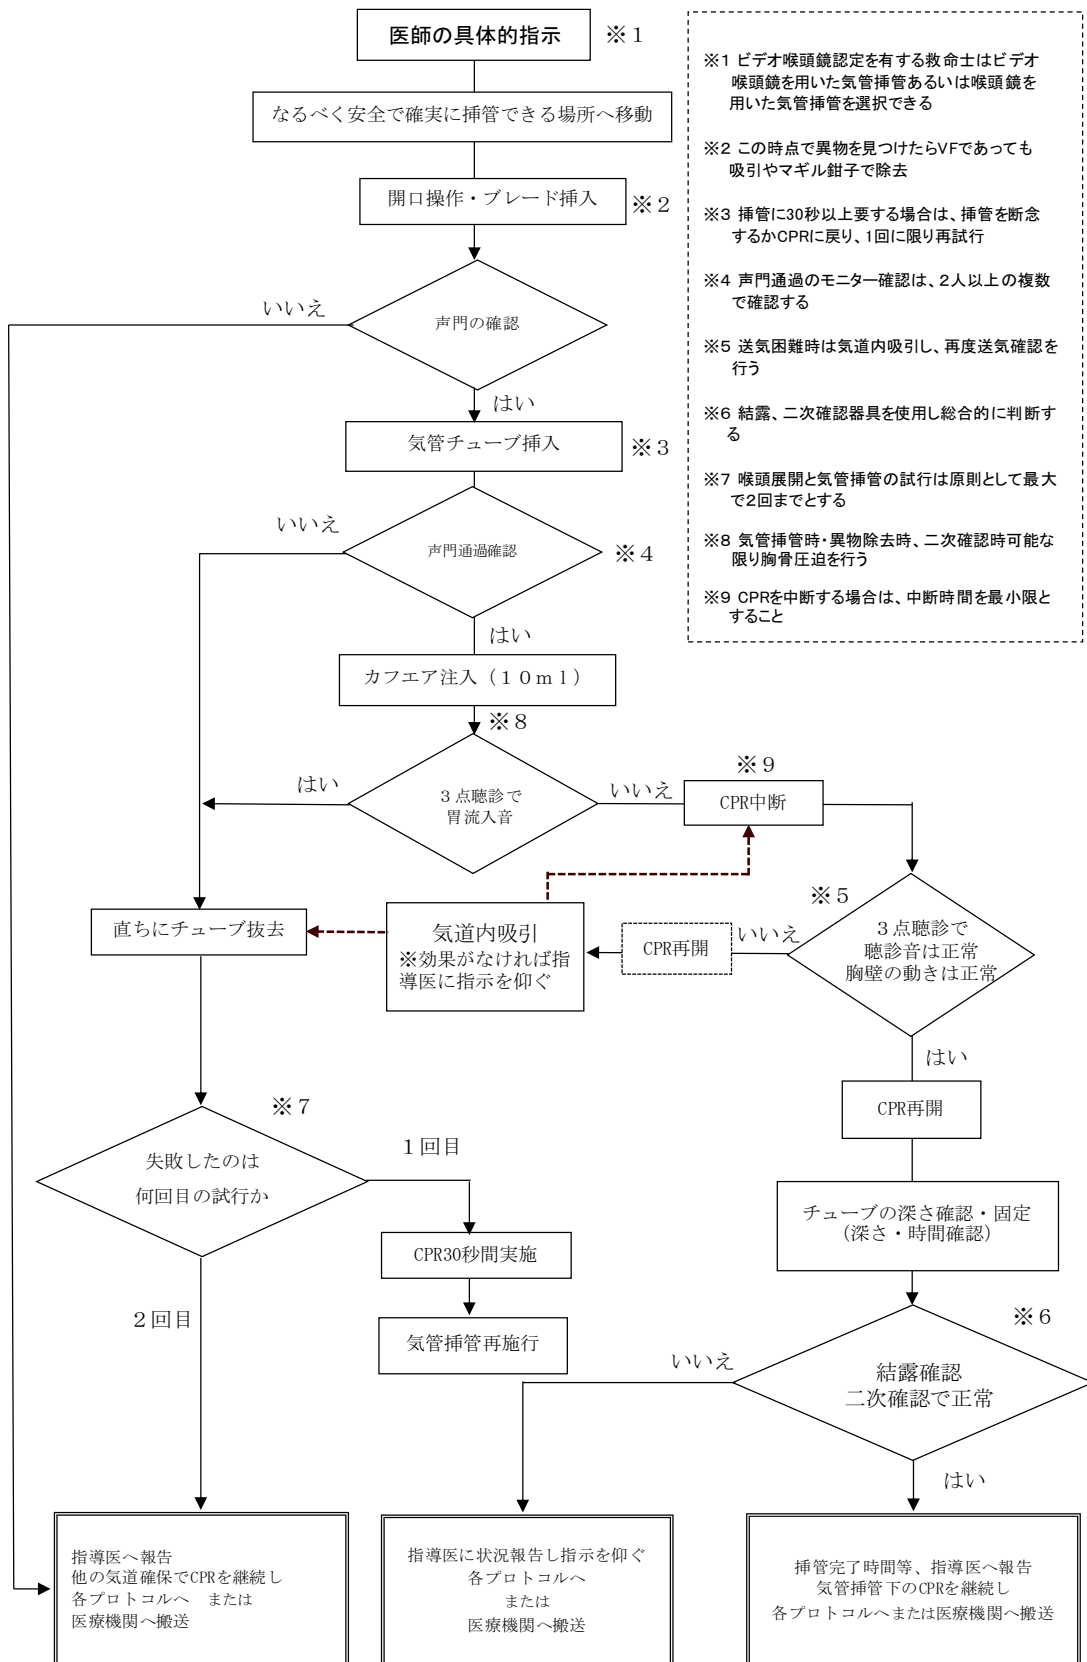 医師の具体的指示
※1
なるべく安全で確実に挿管できる場所へ移動
開口操作・ブレード挿入
※2
いいえ
声門の確認
はい
気管チューブ挿入
※3
いいえ
声門通過確認
※4
はい
カフエア注入（10ml）
※8
はい
3点聴診で
胃流入音
いいえ
※9
CPR中断
※5
3点聴診で
聴診音は正常
胸壁の動きは正常
いいえ
CPR再開
気道内吸引
※効果がなければ指
導医に指示を仰ぐ
直ちにチューブ抜去
はい
CPR再開
※7
失敗したのは
何回目の試行か
1回目
CPR30秒間実施
気管挿管再施行
2回目
チューブの深さ確認・固定
（深さ・時間確認）
※6
結露確認
二次確認で正常
いいえ
はい
指導医へ報告
他の気道確保でCPRを継続し
各プロトコルへ　または
医療機関へ搬送
指導医に状況報告し指示を仰ぐ
各プロトコルへ
または
医療機関へ搬送
挿管完了時間等、指導医へ報告
気管挿管下のCPRを継続し
各プロトコルへまたは医療機関へ搬送
※1 ビデオ喉頭鏡認定を有する救命士はビデオ
喉頭鏡を用いた気管挿管あるいは喉頭鏡を
用いた気管挿管を選択できる
※2 この時点で異物を見つけたらVFであっても
吸引やマギル鉗子で除去
※3 挿管に30秒以上要する場合は、挿管を断念
するかCPRに戻り、1回に限り再試行
※4 声門通過のモニター確認は、2人以上の複数
で確認する
※5 送気困難時は気道内吸引し、再度送気確認を
行う
※6 結露、二次確認器具を使用し総合的に判断す
る
※7 喉頭展開と気管挿管の試行は原則として最大
で2回までとする
※8 気管挿管時・異物除去時、二次確認時可能な
限り胸骨圧迫を行う
※9 CPRを中断する場合は、中断時間を最小限と
すること